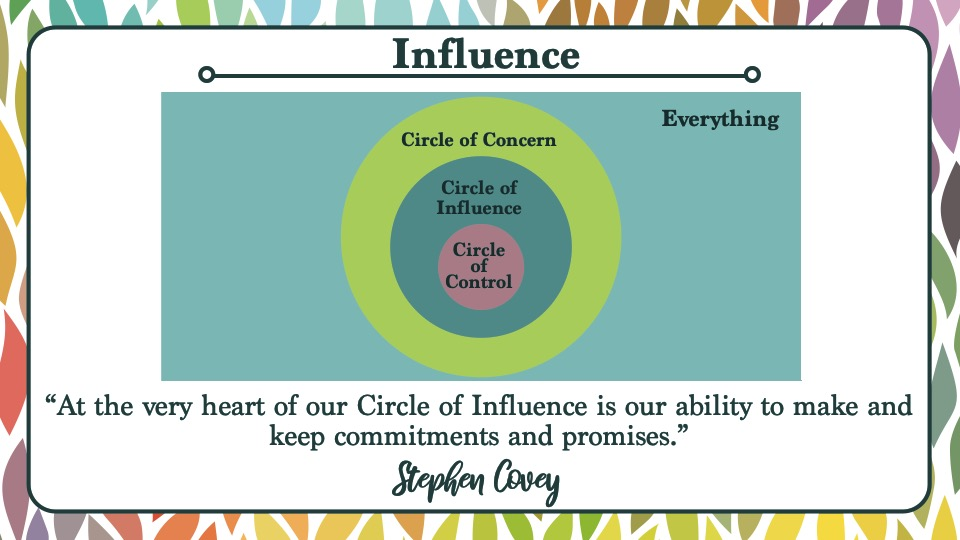 Influence
Everything
Circle of Concern
Circle of
Influence
Circle
of
Control
“At the very heart of our Circle of Influence is our ability to make and
keep commitments and promises.”
Stephen Covey